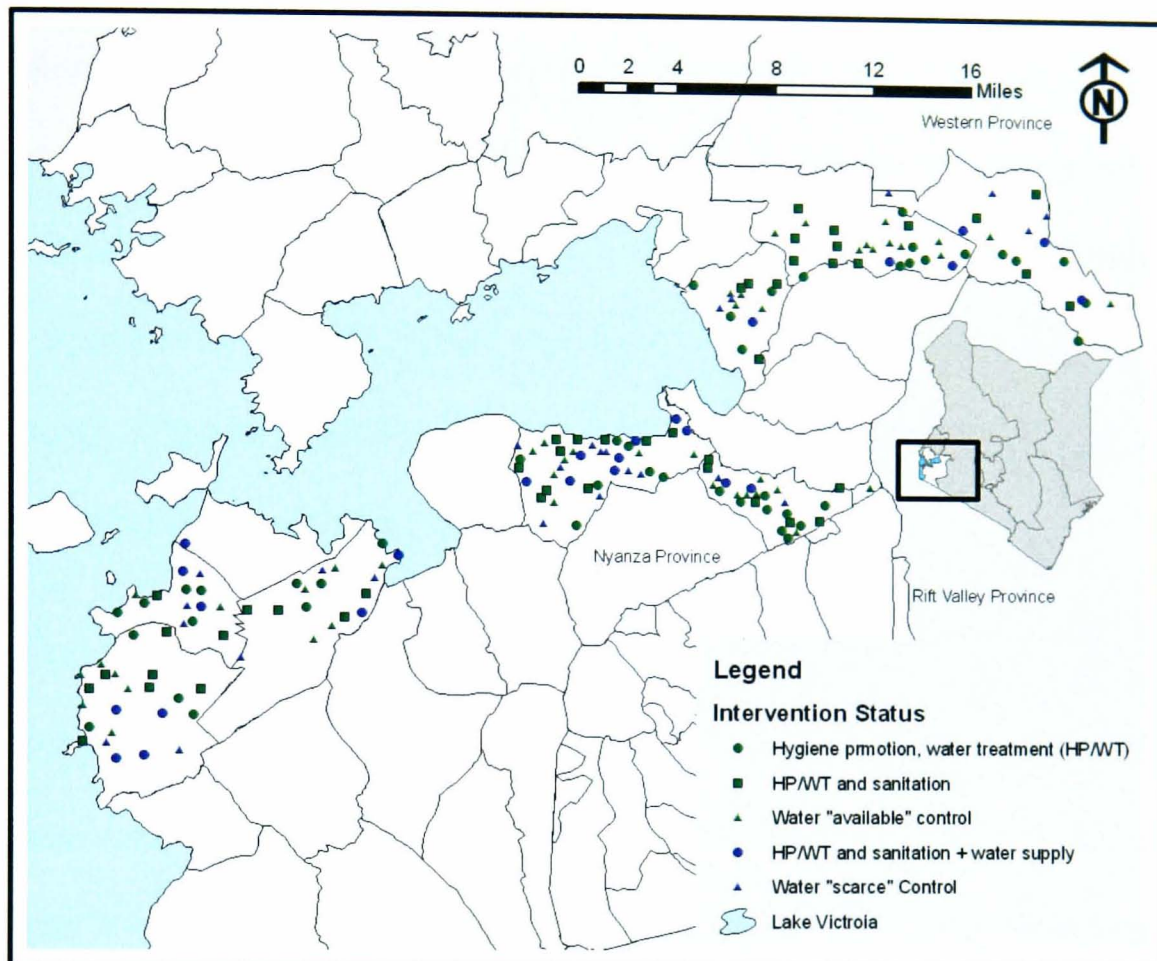 0 2 4 8 12 16
Miles
N
Western Province
Nyanza Province
Rift Valley Province
Legend
Intervention Status
Hygiene prmotion, water treatment (HP/WT)
HP/WT and sanitation
Water "available" control
HP/WT and sanitation + water supply
Water "scarce" Control
Lake Victroia